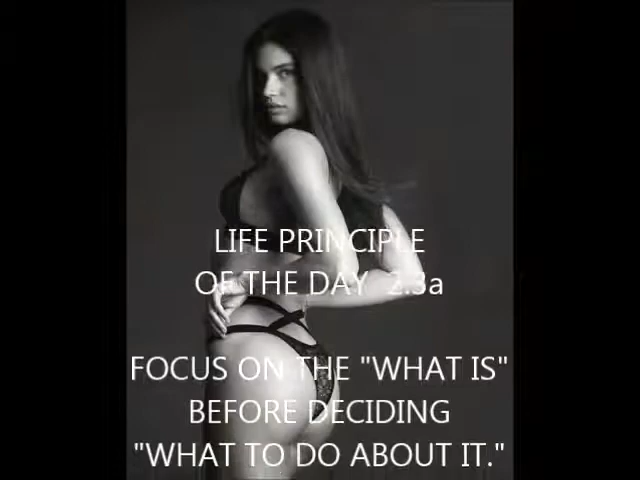 LIFE PRINCIPLE
OF THE DAY 2.3a
FOCUS ON THE "WHAT IS"
BEFORE DECIDING
"WHAT TO DO ABOUT IT."